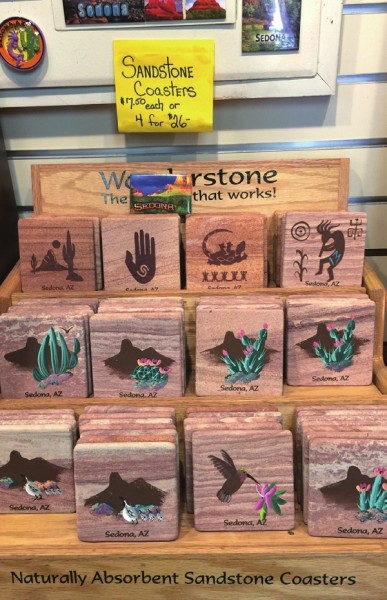 Sedona
SEDONA
SANDSTONE
COASTERS
$7.50 each or
4 for $26-
SEDONA
The that works!
Sedona, AZ
Sedona, AZ
Sedona, AZ
Sedona, AZ
Sedona, AZ
Sedona, AZ
Sedona, AZ
Sedona, AZ
Sedona, AZ
Sedona, AZ
Sedona, AZ
Sedona, AZ
Naturally Absorbent Sandstone Coasters